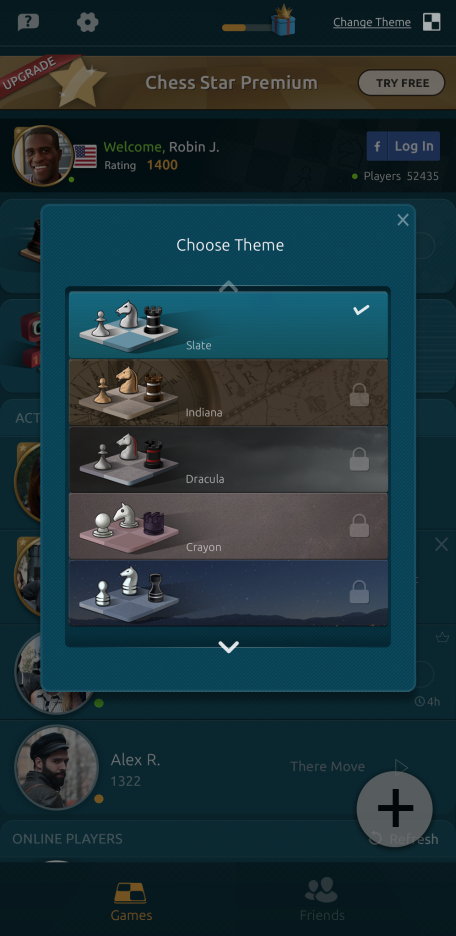 ?
Change Theme
UPGRADE
Chess Star Premium
TRY FREE
Welcome, Robin J.
Rating 1400
f Log In
Players 52435
Choose Theme
Slate
Indiana
Dracula
Crayon
ACT
4h
Alex R.
1322
There Move
ONLINE PLAYERS
Refresh
Games
Friends